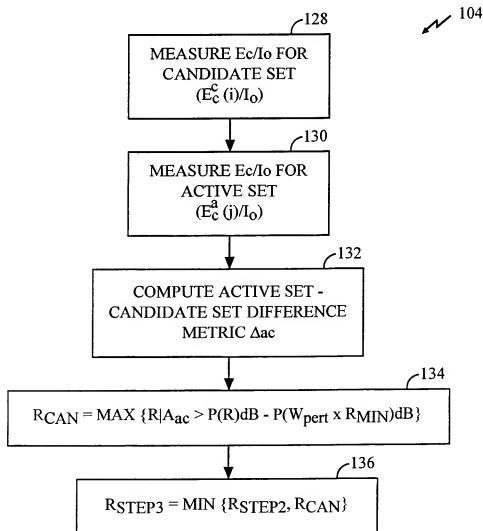 128
104
MEASURE Ec/Io FOR
CANDIDATE SET
(E_c^c (i)/I_o)
130
MEASURE Ec/Io FOR
ACTIVE SET
(E_c^a (j)/I_o)
132
COMPUTE ACTIVE SET -
CANDIDATE SET DIFFERENCE
METRIC Δac
134
R_CAN = MAX {R|A_ac > P(R)dB - P(W_pert x R_MIN)dB}
136
R_STEP3 = MIN {R_STEP2, R_CAN}